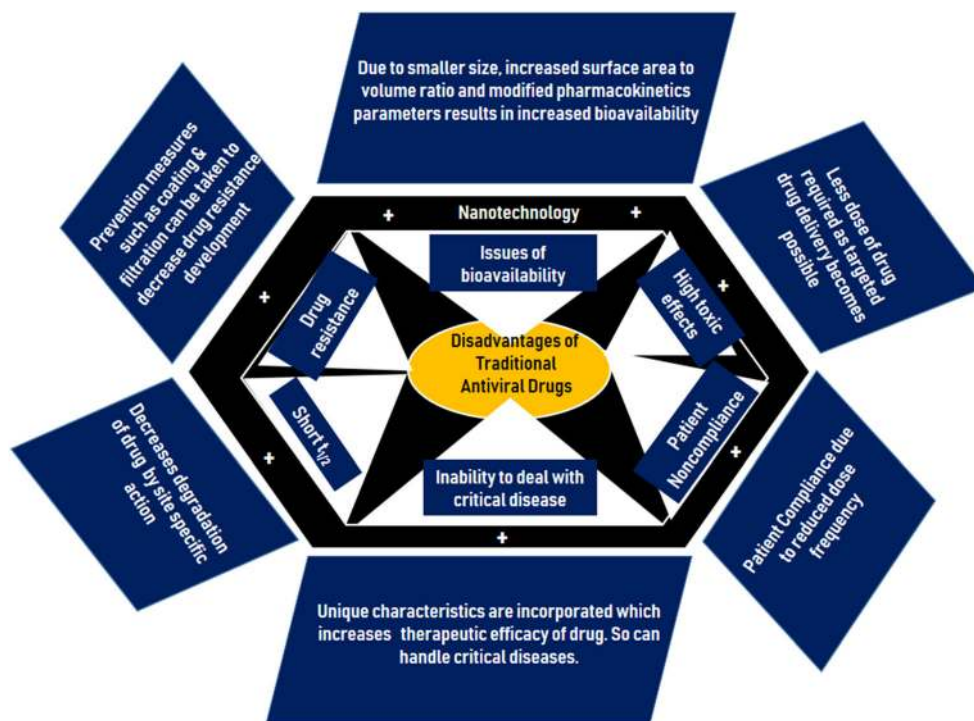 Due to smaller size, increased surface area to
volume ratio and modified pharmacokinetics
parameters results in increased bioavailability
Prevention measures
such as coating &
filtration can be taken to
decrease drug resistance
development
Less dose of drug
required as targeted
drug delivery becomes
possible
+ Nanotechnology +
Issues of
bioavailability
+
+
Drug
resistance
High toxic
effects
Disadvantages of
Traditional
Antiviral Drugs
Short t1/2
Patient
Noncompliance
+
+
Inability to deal with
critical disease
+
Decreases degradation
of drug by site specific
action
Patient Compliance due
to reduced dose
frequency
Unique characteristics are incorporated which
increases therapeutic efficacy of drug. So can
handle critical diseases.